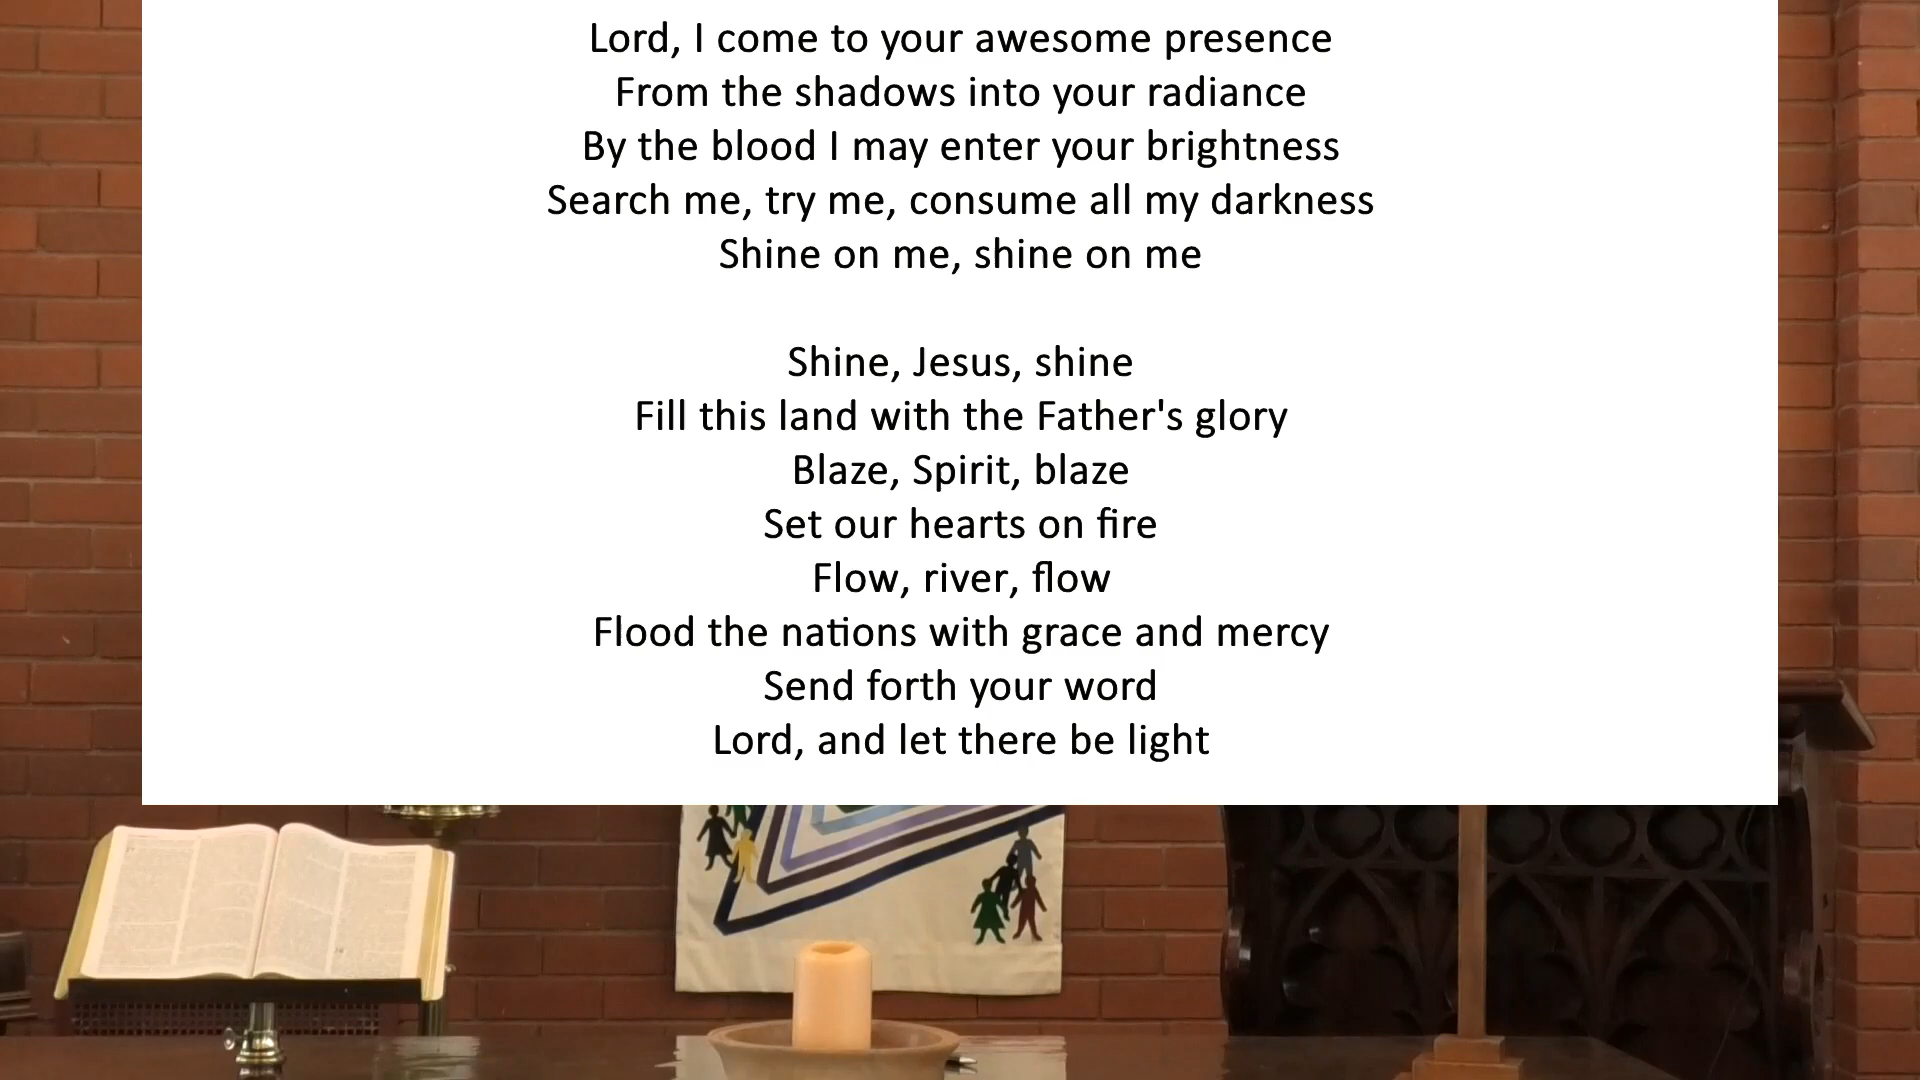 Lord, I come to your awesome presence
From the shadows into your radiance
By the blood I may enter your brightness
Search me, try me, consume all my darkness
Shine on me, shine on me
Shine, Jesus, shine
Fill this land with the Father's glory
Blaze, Spirit, blaze
Set our hearts on fire
Flow, river, flow
Flood the nations with grace and mercy
Send forth your word
Lord, and let there be light